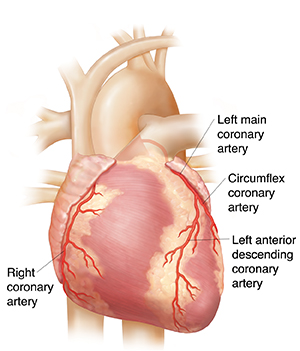 Left main
coronary
artery
Circumflex
coronary
artery
Left anterior
descending
coronary
artery
Right
coronary
artery